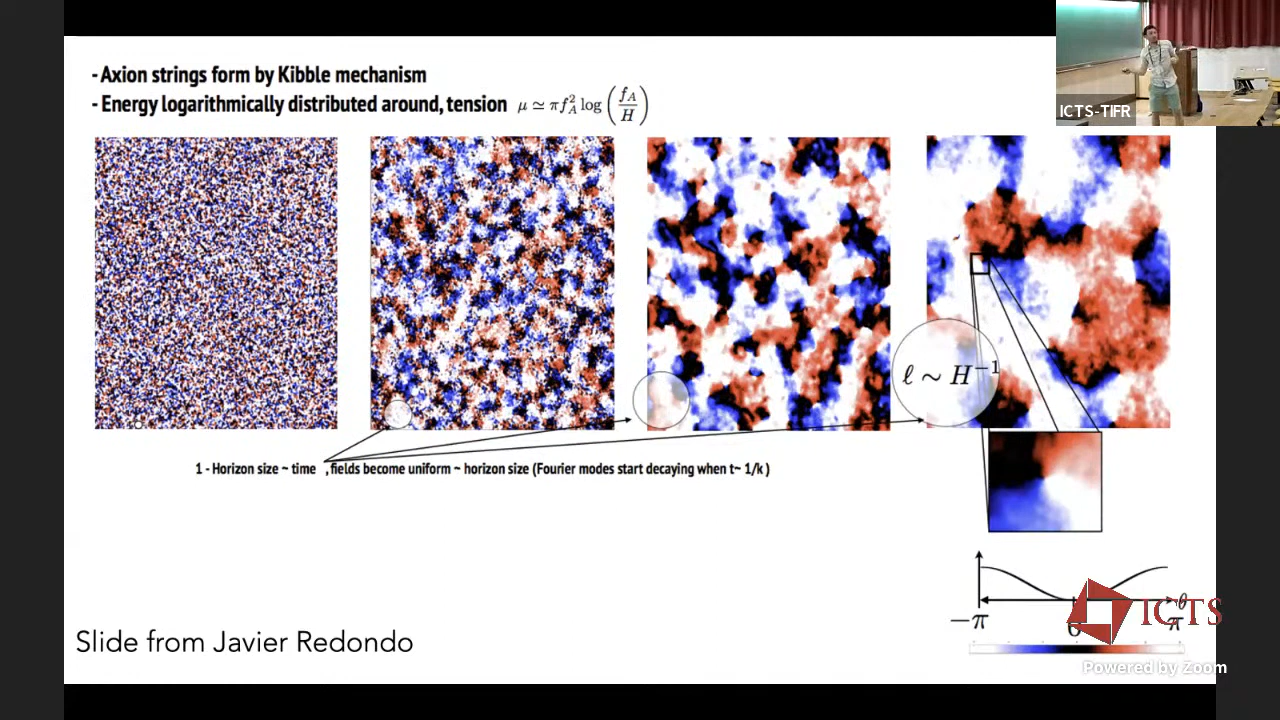 - Axion strings form by Kibble mechanism
- Energy logarithmically distributed around, tension μ ≃ πf_A^2 log(f_A/H)
ICTS-TIFR
ℓ ~ H^{-1}
1 - Horizon size ~ time , fields become uniform ~ horizon size (Fourier modes start decaying when t~ 1/k )
θ
-π 0 π
ICTS
Slide from Javier Redondo
Powered by Zoom